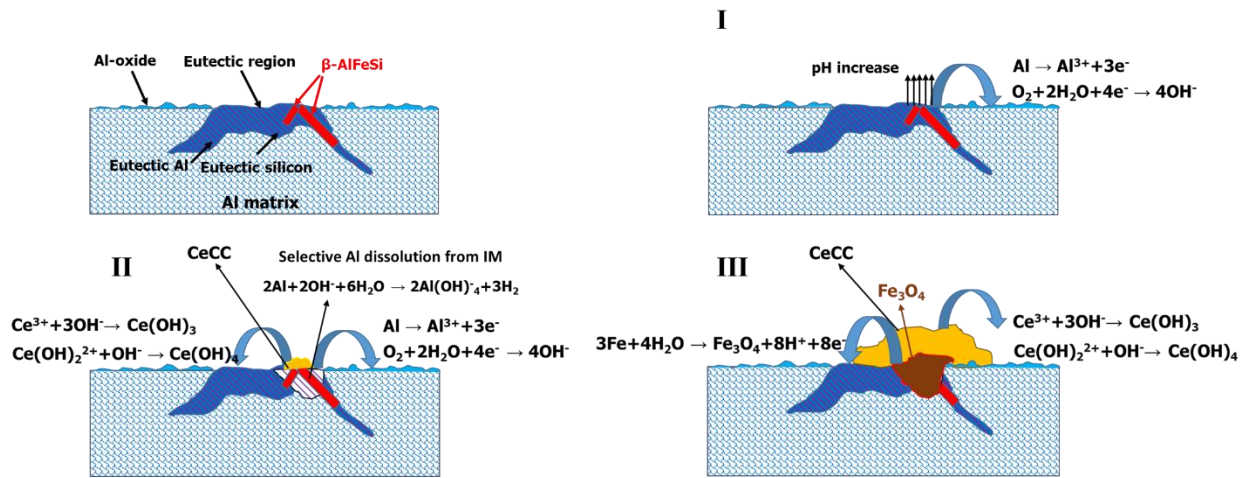 Al-oxide
Eutectic region
β-AlFeSi
Eutectic Al
Eutectic silicon
Al matrix
I
pH increase
Al → Al³⁺+3e⁻
O₂+2H₂O+4e⁻ → 4OH⁻
II
CeCC
Selective Al dissolution from IM
2Al+2OH⁻+6H₂O → 2Al(OH)⁻₄+3H₂
Ce³⁺+3OH⁻→ Ce(OH)₃
Ce(OH)₂²⁺+OH⁻→ Ce(OH)₄
Al → Al³⁺+3e⁻
O₂+2H₂O+4e⁻ → 4OH⁻
III
CeCC
Fe₃O₄
3Fe+4H₂O → Fe₃O₄+8H⁺+8e⁻
Ce³⁺+3OH⁻→ Ce(OH)₃
Ce(OH)₂²⁺+OH⁻→ Ce(OH)₄